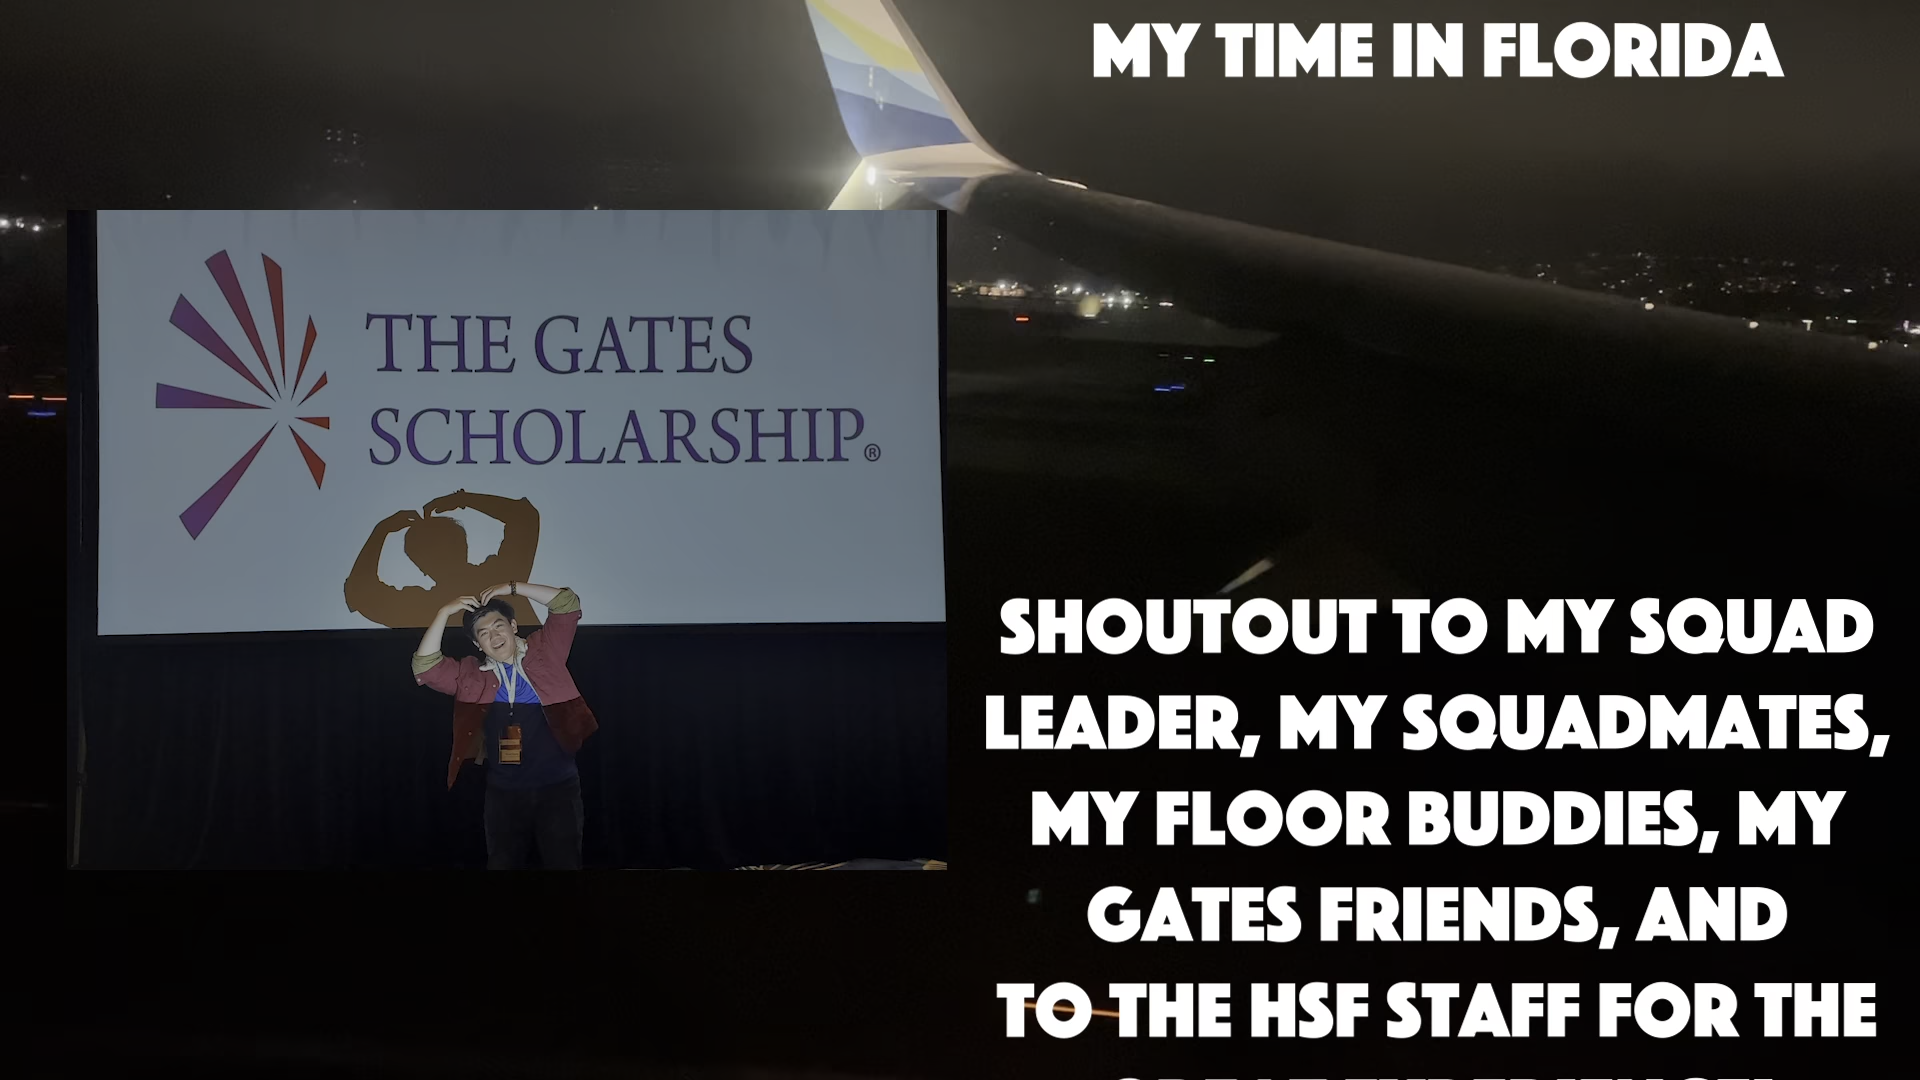 MY TIME IN FLORIDA
THE GATES
SCHOLARSHIP®
SHOUTOUT TO MY SQUAD
LEADER, MY SQUADMATES,
MY FLOOR BUDDIES, MY
GATES FRIENDS, AND
TO THE HSF STAFF FOR THE